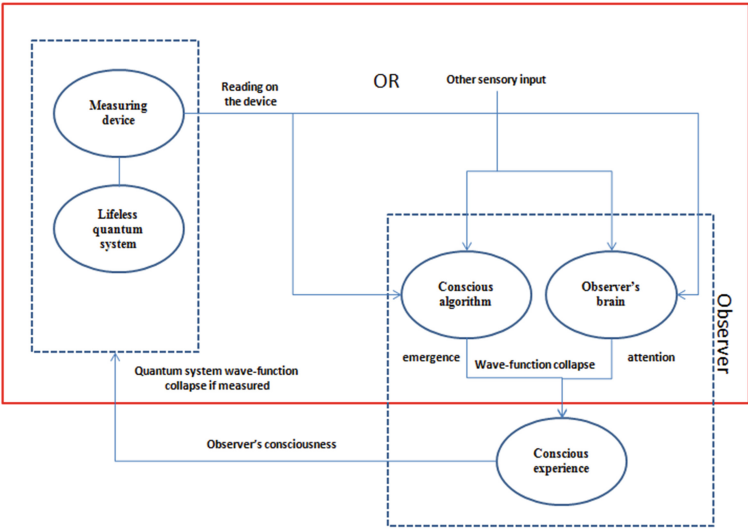 OR
Other sensory input
Reading on
the device
Measuring
device
Lifeless
quantum
system
Conscious
algorithm
Observer's
brain
Observer
emergence
Wave-function collapse
attention
Quantum system wave-function
collapse if measured
Observer's consciousness
Conscious
experience